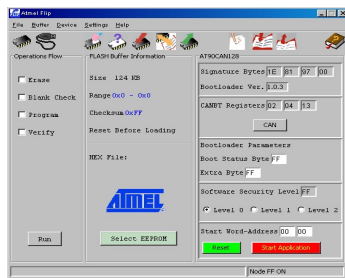 Atmel Flip
File Buffer Device Settings Help
Operations Flow
Erase
Blank Check
Program
Verify
Run
FLASH Buffer Information
Size 124 KB
Range 0x0 - 0x0
Checksum 0xFF
Reset Before Loading
HEX File:
ATMEL
Select EEPROM
AT90CAN128
Signature Bytes 1E 81 97 00
Bootloader Ver. 1.0.3
CANBT Registers 02 04 13
CAN
Bootloader Parameters
Boot Status Byte FF
Extra Byte FF
Software Security Level FF
Level 0 Level 1 Level 2
Start Word-Address 00 00
Reset Start Application
Node FF ON